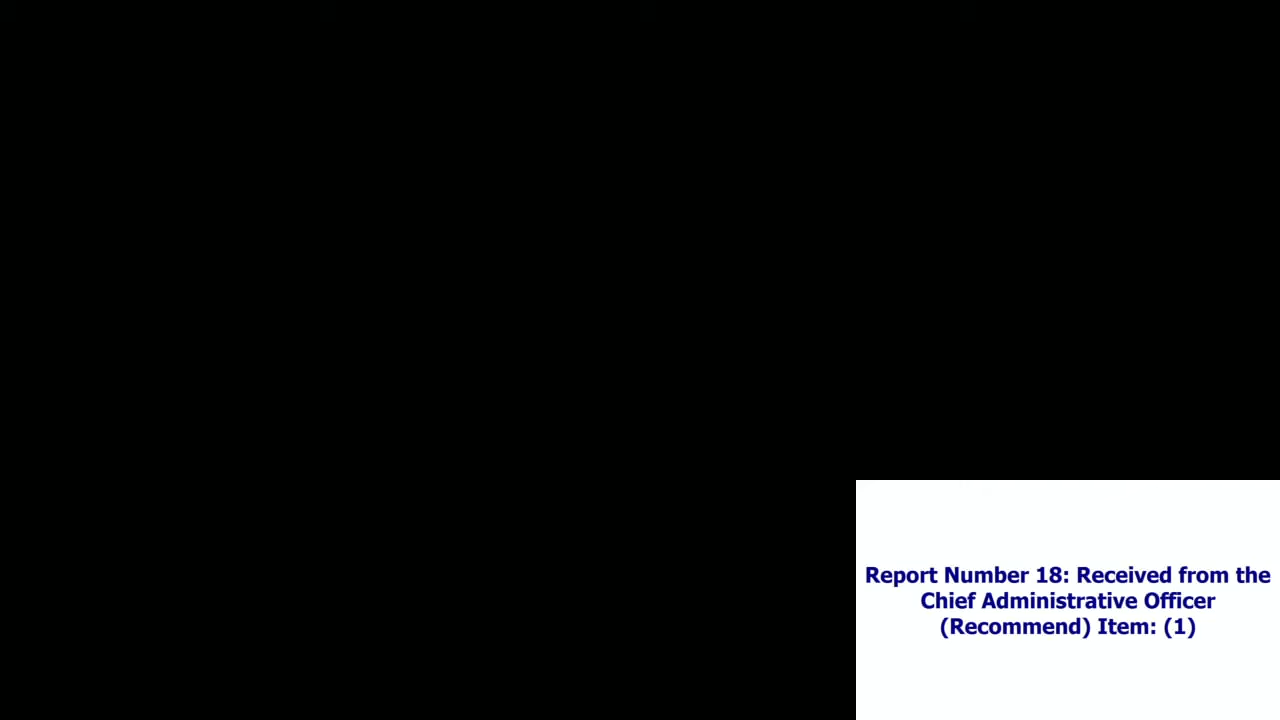 Report Number 18: Received from the
Chief Administrative Officer
(Recommend) Item: (1)